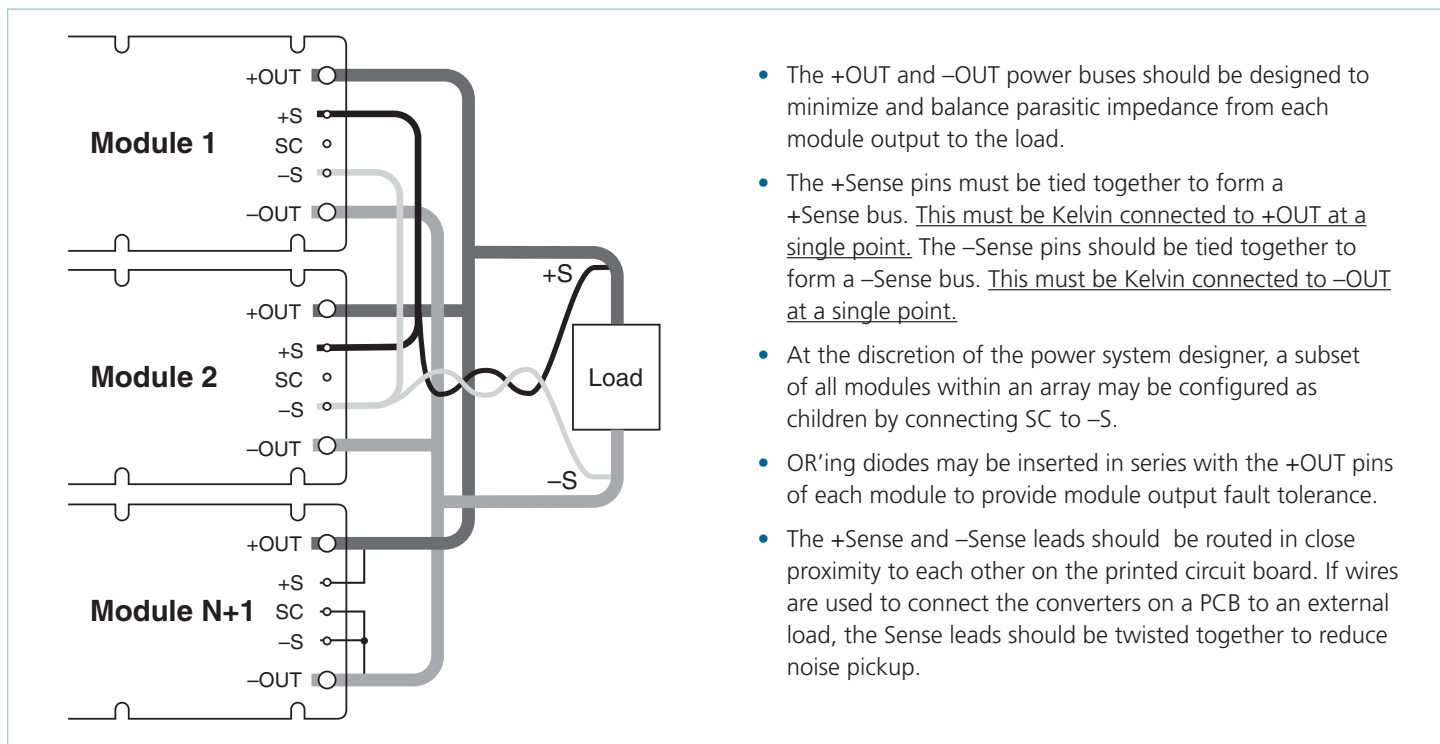 +OUT
+S
Module 1
SC
–S
–OUT
+OUT
+S
Module 2
SC
–S
–OUT
+OUT
+S
Module N+1
SC
–S
–OUT
+S
Load
–S
• The +OUT and –OUT power buses should be designed to
minimize and balance parasitic impedance from each
module output to the load.
• The +Sense pins must be tied together to form a
+Sense bus. This must be Kelvin connected to +OUT at a
single point. The –Sense pins should be tied together to
form a –Sense bus. This must be Kelvin connected to –OUT
at a single point.
• At the discretion of the power system designer, a subset
of all modules within an array may be configured as
children by connecting SC to –S.
• OR’ing diodes may be inserted in series with the +OUT pins
of each module to provide module output fault tolerance.
• The +Sense and –Sense leads should be routed in close
proximity to each other on the printed circuit board. If wires
are used to connect the converters on a PCB to an external
load, the Sense leads should be twisted together to reduce
noise pickup.